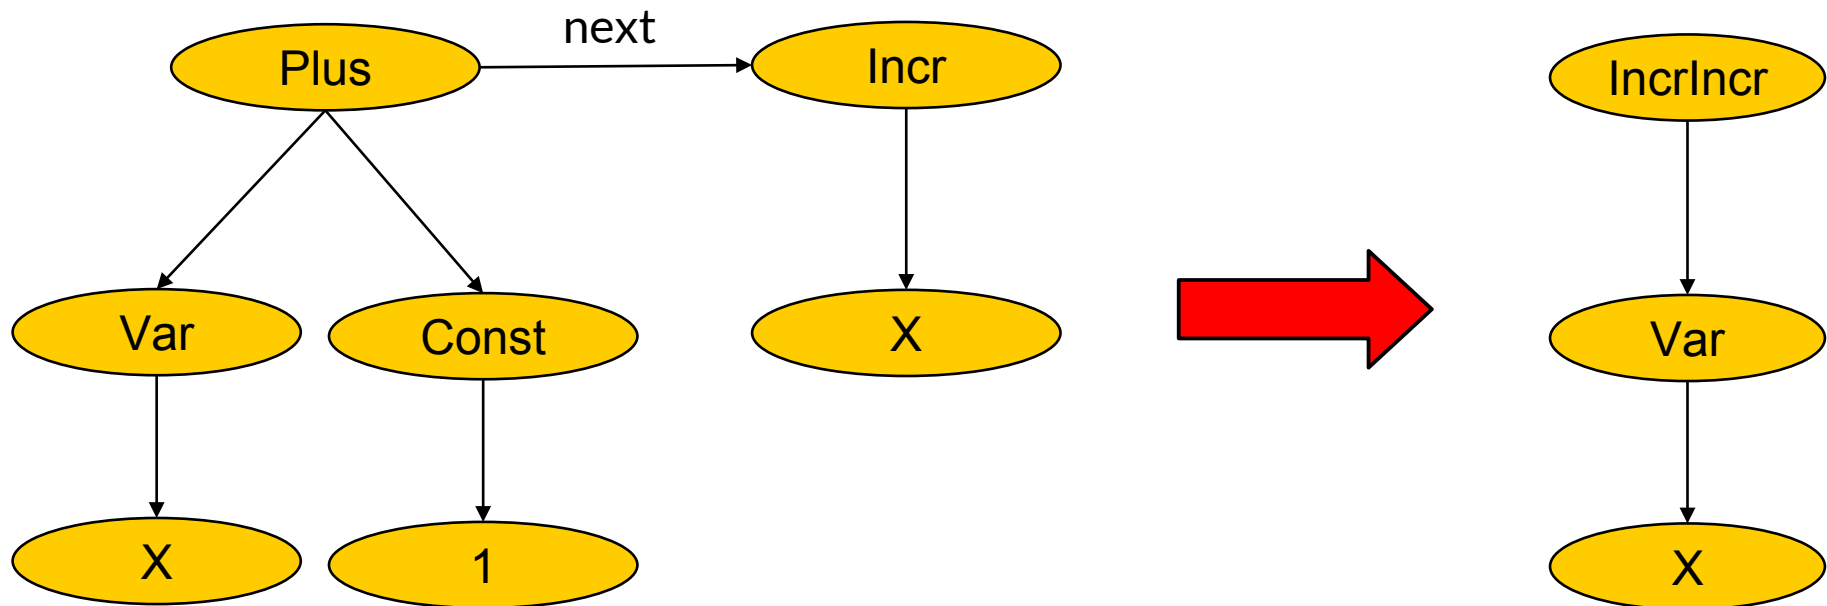 next
Plus
Incr
IncrIncr
Var
Const
X
Var
X
1
X